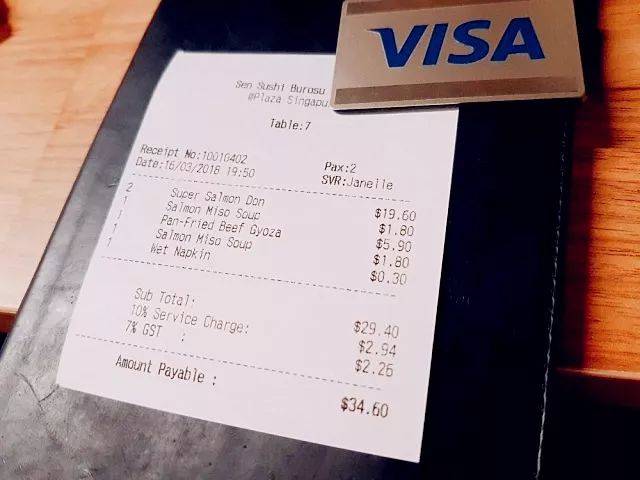 VISA
Sen Sushi Burosu
@Plaza Singapu
Table:7
Receipt No:10010402 Pax:2
Date:16/03/2018 19:50 SVR:Janelle
2 Super Salmon Don $19.60
1 Salmon Miso Soup $1.80
1 Pan-Fried Beef Gyoza $5.90
1 Salmon Miso Soup $1.80
1 Wet Napkin $0.30
Sub Total: $29.40
10% Service Charge: $2.94
7% GST : $2.26
Amount Payable : $34.60